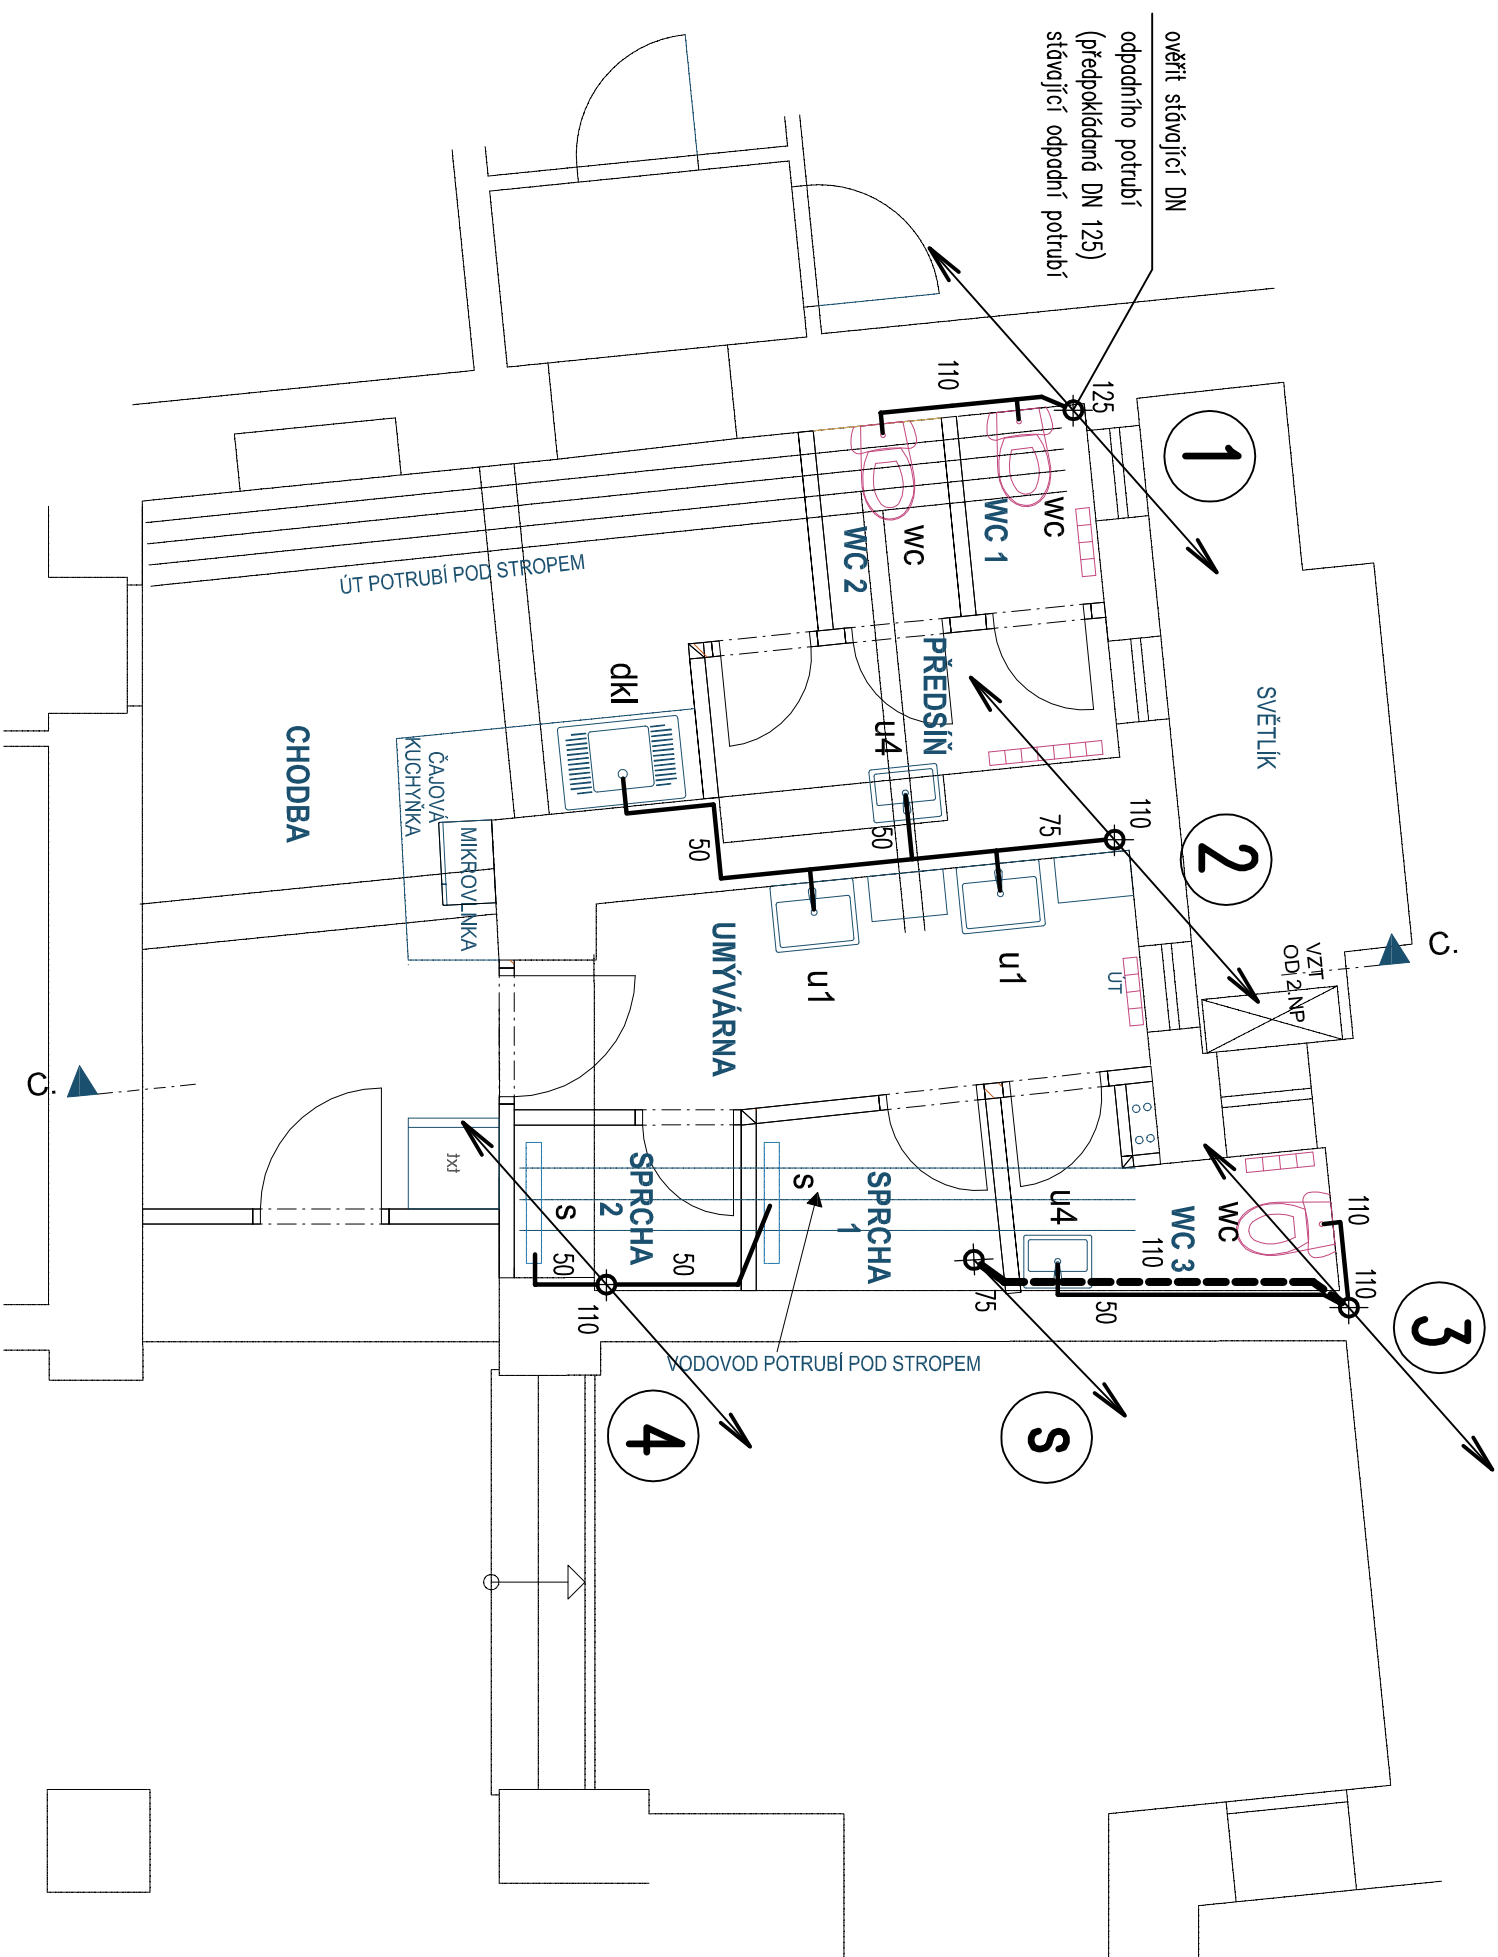 ověřit stávající DN
odpadního potrubí
(předpokládaná DN 125)
stávající odpadní potrubí
125
110
1
WC 1
WC
WC 2
WC
ÚT POTRUBÍ POD STROPEM
PŘEDSÍŇ
SVĚTLÍK
dkl
u4
CHODBA
ČAJOVÁ
KUCHYŇKA
MIKROVLNKA
50
50
75
110
2
UMÝVÁRNA
u1
u1
ÚT
VZT
OD 2.NP
C.
C.
txt
SPRCHA
2
s
50
50
110
SPRCHA
1
s
u4
WC 3
WC
110
110
110
50
75
3
VODOVOD POTRUBÍ POD STROPEM
4
S